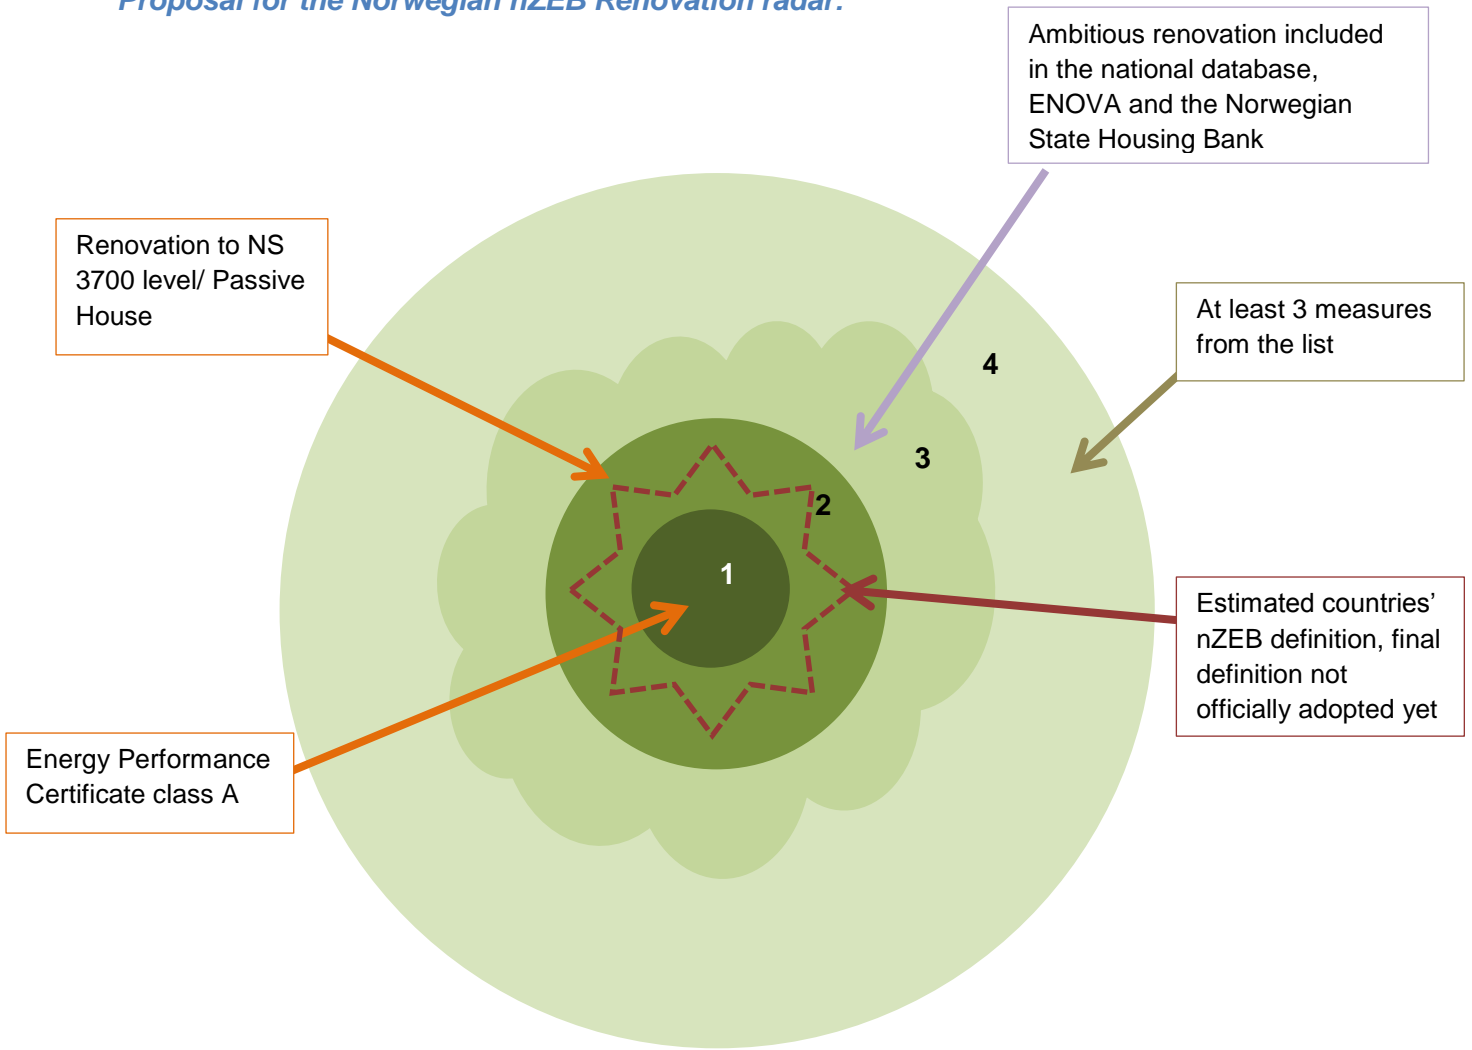 Proposal for the Norwegian nZEB Renovation radar:
Ambitious renovation included
in the national database,
ENOVA and the Norwegian
State Housing Bank
Renovation to NS
3700 level/ Passive
House
At least 3 measures
from the list
4
3
2
1
Estimated countries’
nZEB definition, final
definition not
officially adopted yet
Energy Performance
Certificate class A